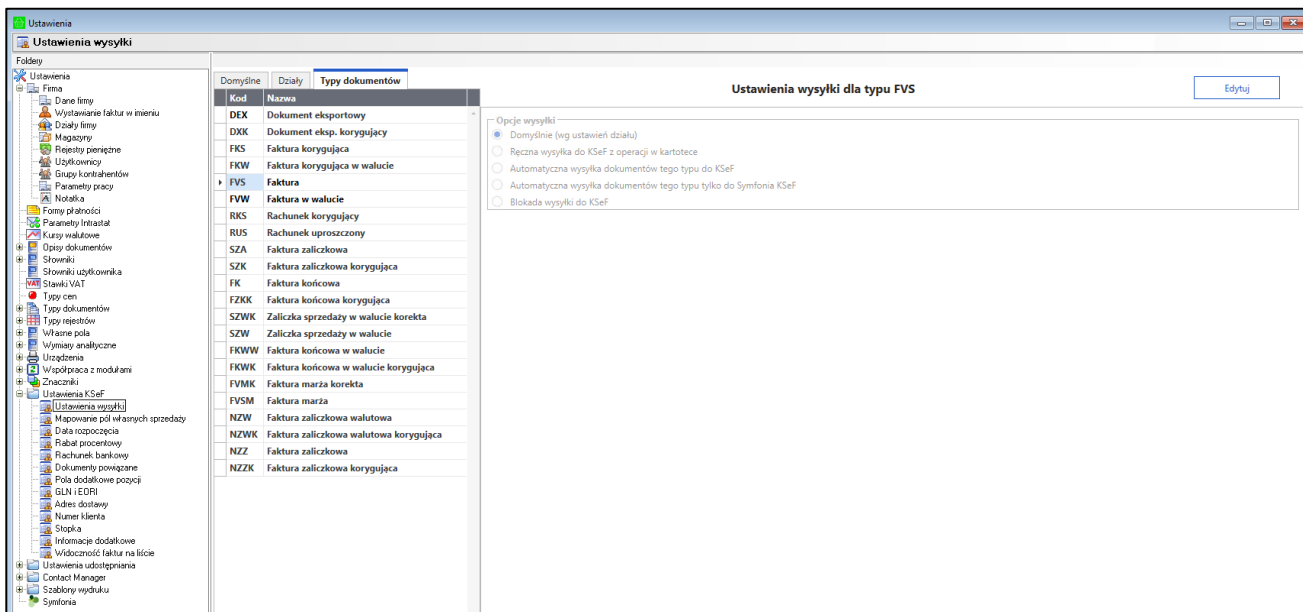 Ustawienia
Ustawienia wysyłki
Foldery
Ustawienia
Firma
Dane firmy
Wystawianie faktur w imieniu
Działy firmy
Magazyny
Rejestry pieniężne
Użytkownicy
Grupy kontrahentów
Parametry pracy
Notatka
Formy płatności
Parametry Intrastat
Kursy walutowe
Opisy dokumentów
Słowniki
Słowniki użytkownika
VAT Stawki VAT
Typy cen
Typy dokumentów
Typy rejestrów
Własne pola
Wymiary analityczne
Urządzenia
Współpraca z modułami
Znaczniki
Ustawienia KSeF
Ustawienia wysyłki
Mapowanie pól własnych sprzedaży
Data rozpoczęcia
Rabat procentowy
Rachunek bankowy
Dokumenty powiązane
Pola dodatkowe pozycji
GLN i EORI
Adres dostawy
Numer klienta
Stopka
Informacje dodatkowe
Widoczność faktur na liście
Ustawienia udostępniania
Contact Manager
Szablony wydruku
Symfonia
Domyślne Działy Typy dokumentów
Kod Nazwa
DEX Dokument eksportowy
DXK Dokument eksp. korygujący
FKS Faktura korygująca
FKW Faktura korygująca w walucie
FVS Faktura
FVW Faktura w walucie
RKS Rachunek korygujący
RUS Rachunek uproszczony
SZA Faktura zaliczkowa
SZK Faktura zaliczkowa korygująca
FK Faktura końcowa
FZKK Faktura końcowa korygująca
SZWK Zaliczka sprzedaży w walucie korekta
SZW Zaliczka sprzedaży w walucie
FKWW Faktura końcowa w walucie
FKWK Faktura końcowa w walucie korygująca
FVMK Faktura marża korekta
FVSM Faktura marża
NZW Faktura zaliczkowa walutowa
NZWK Faktura zaliczkowa walutowa korygująca
NZZ Faktura zaliczkowa
NZZK Faktura zaliczkowa korygująca
Ustawienia wysyłki dla typu FVS
Edytuj
Opcje wysyłki
Domyślnie (wg ustawień działu)
Ręczna wysyłka do KSeF z operacji w kartotece
Automatyczna wysyłka dokumentów tego typu do KSeF
Automatyczna wysyłka dokumentów tego typu tylko do Symfonia KSeF
Blokada wysyłki do KSeF